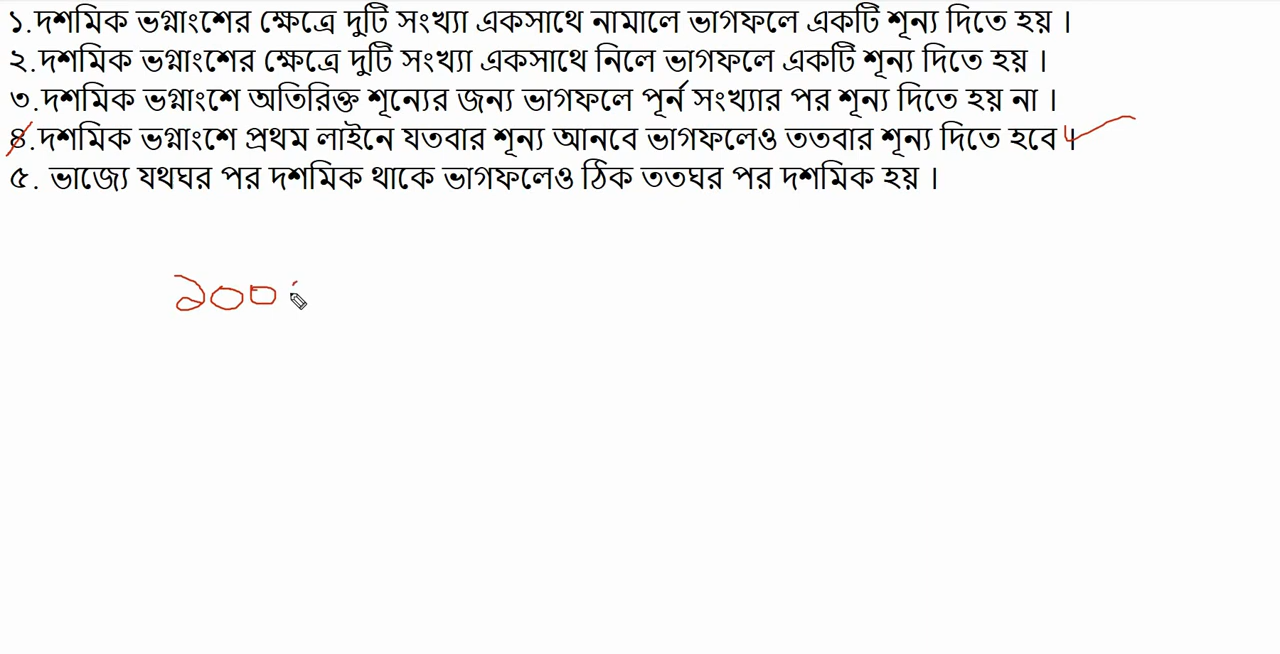 ১.দশমিক ভগ্নাংশের ক্ষেত্রে দুটি সংখ্যা একসাথে নামালে ভাগফলে একটি শূন্য দিতে হয় ।
২.দশমিক ভগ্নাংশের ক্ষেত্রে দুটি সংখ্যা একসাথে নিলে ভাগফলে একটি শূন্য দিতে হয় ।
৩.দশমিক ভগ্নাংশে অতিরিক্ত শূন্যের জন্য ভাগফলে পূর্ন সংখ্যার পর শূন্য দিতে হয় না ।
৪.দশমিক ভগ্নাংশে প্রথম লাইনে যতবার শূন্য আনবে ভাগফলেও ততবার শূন্য দিতে হবে ।
৫. ভাজ্যে যথঘর পর দশমিক থাকে ভাগফলেও ঠিক ততঘর পর দশমিক হয় ।
১০০